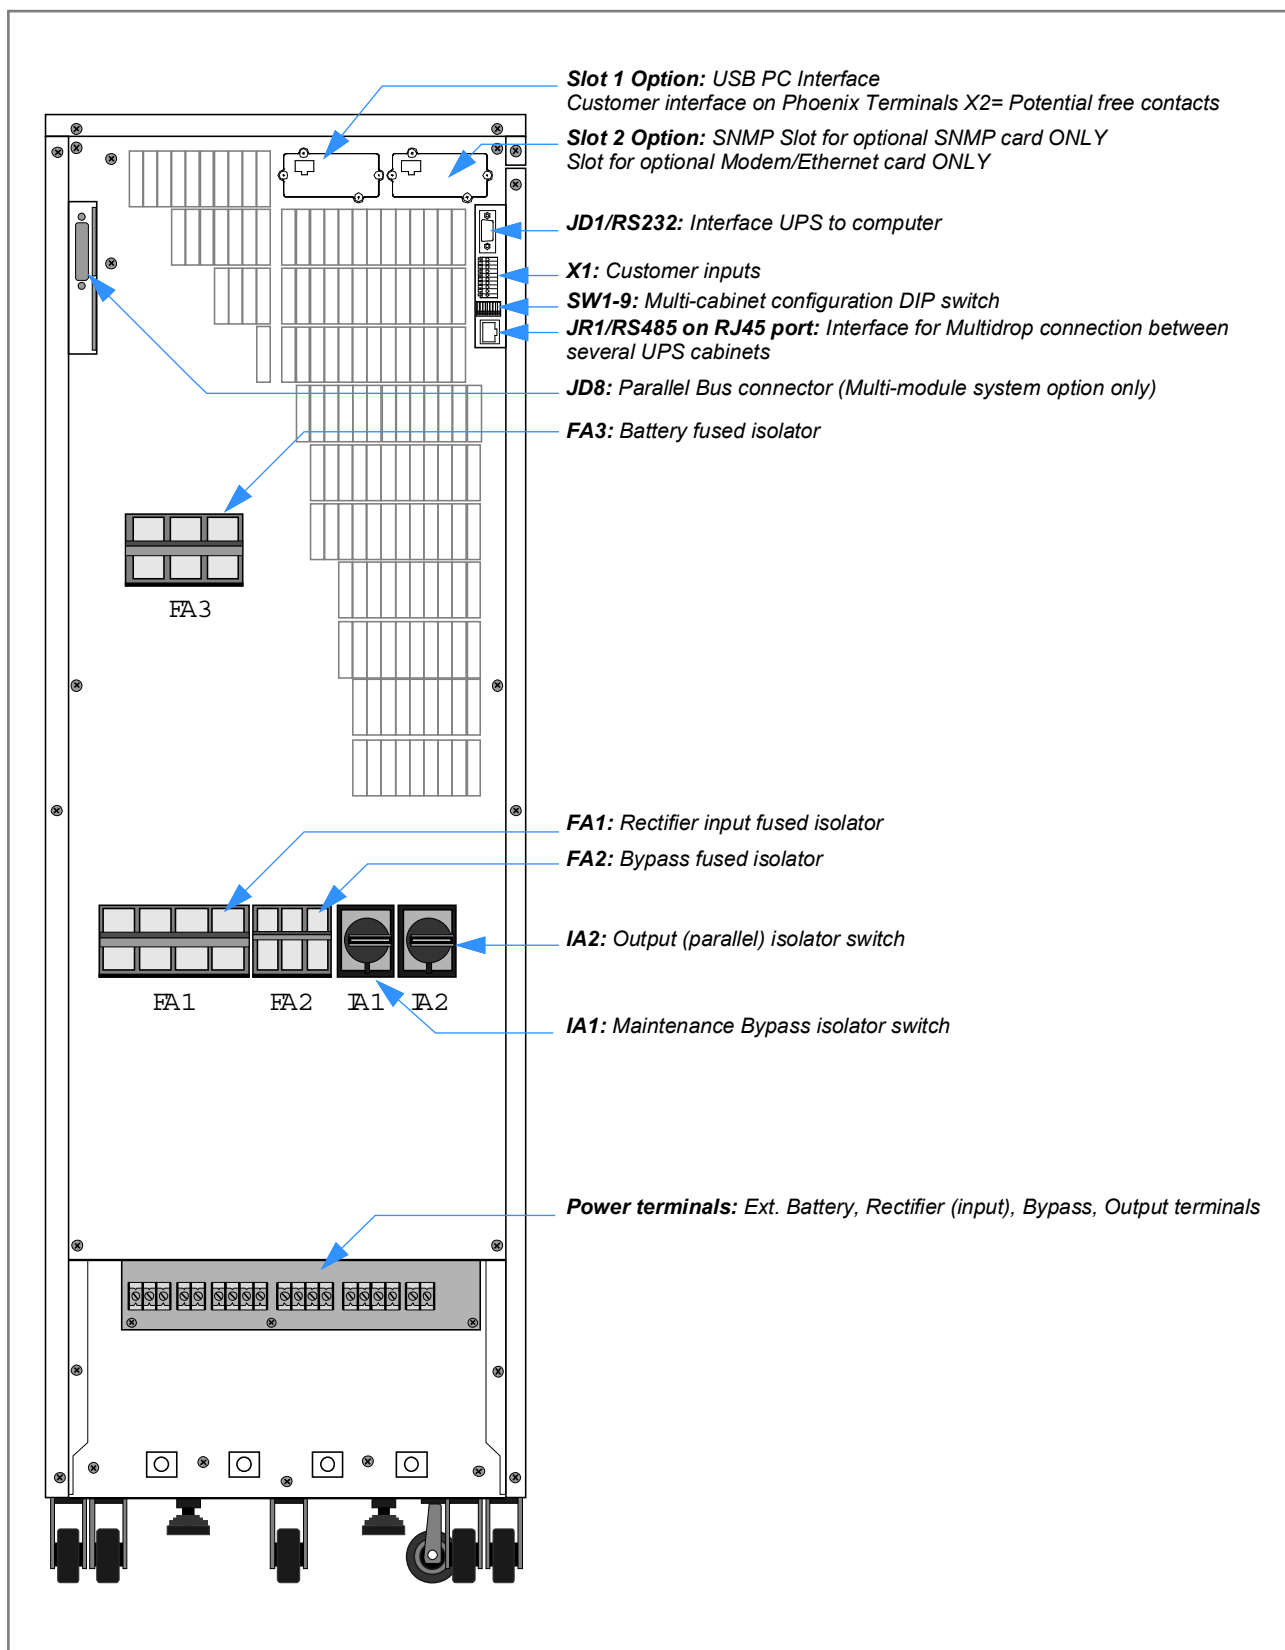 Slot 1 Option: USB PC Interface
Customer interface on Phoenix Terminals X2= Potential free contacts
Slot 2 Option: SNMP Slot for optional SNMP card ONLY
Slot for optional Modem/Ethernet card ONLY
JD1/RS232: Interface UPS to computer
X1: Customer inputs
SW1-9: Multi-cabinet configuration DIP switch
JR1/RS485 on RJ45 port: Interface for Multidrop connection between
several UPS cabinets
JD8: Parallel Bus connector (Multi-module system option only)
FA3: Battery fused isolator
FA3
FA1: Rectifier input fused isolator
FA2: Bypass fused isolator
IA2: Output (parallel) isolator switch
FA1 FA2 IA1 IA2
IA1: Maintenance Bypass isolator switch
Power terminals: Ext. Battery, Rectifier (input), Bypass, Output terminals